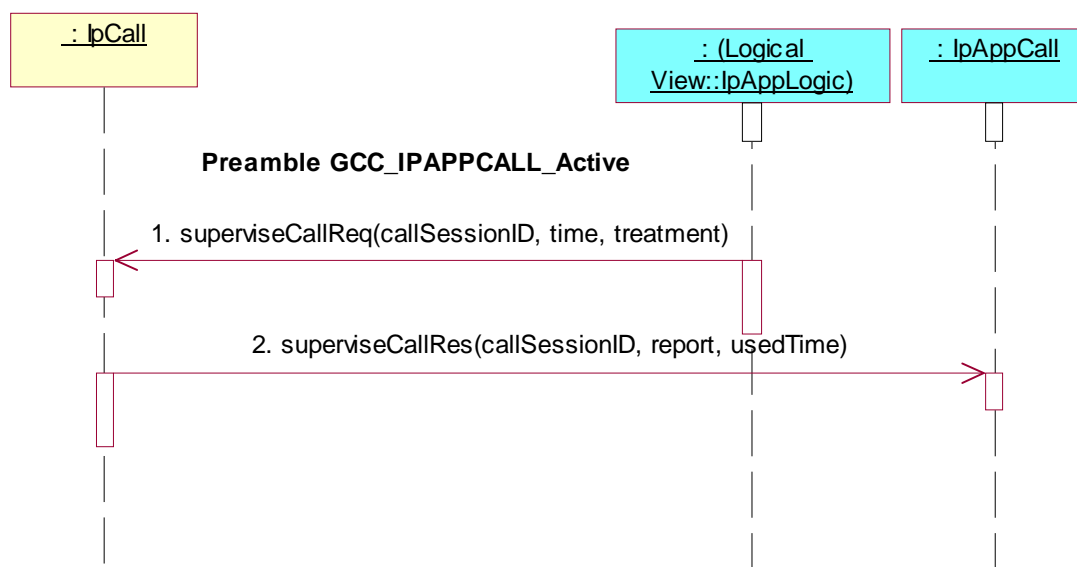 : IpCall
: (Logical
View::IpAppLogic)
: IpAppCall
Preamble GCC_IPAPPCALL_Active
1. superviseCallReq(callSessionID, time, treatment)
2. superviseCallRes(callSessionID, report, usedTime)